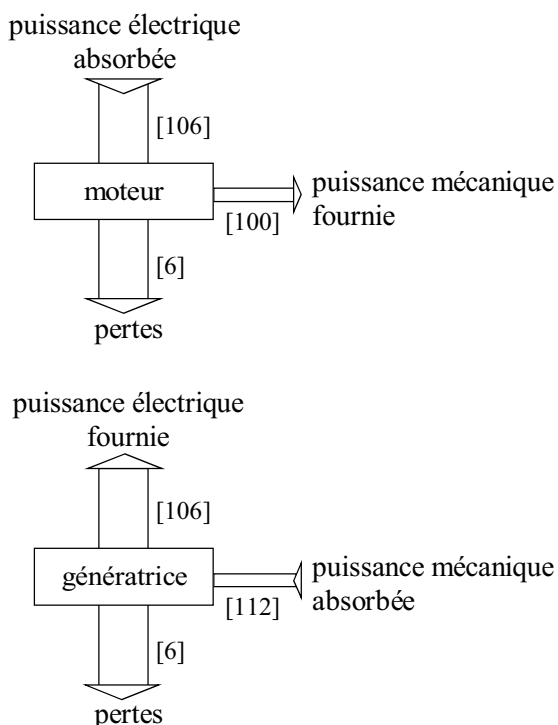 puissance électrique
absorbée
[106]
moteur
puissance mécanique
fournie
[100]
[6]
pertes
puissance électrique
fournie
[106]
génératrice
puissance mécanique
absorbée
[112]
[6]
pertes